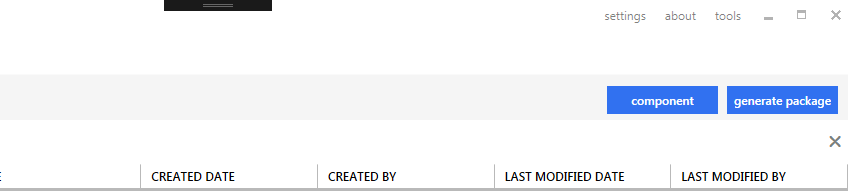 settings about tools
component generate package
CREATED DATE CREATED BY LAST MODIFIED DATE LAST MODIFIED BY